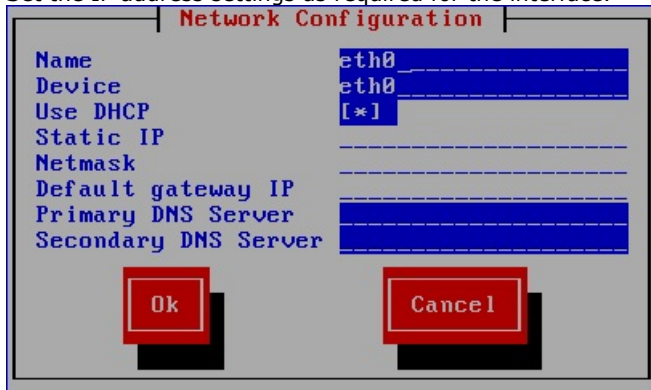 Set the IP address settings as required for the interface.
Network Configuration
Name eth0
Device eth0
Use DHCP [*]
Static IP
Netmask
Default gateway IP
Primary DNS Server
Secondary DNS Server
Ok Cancel